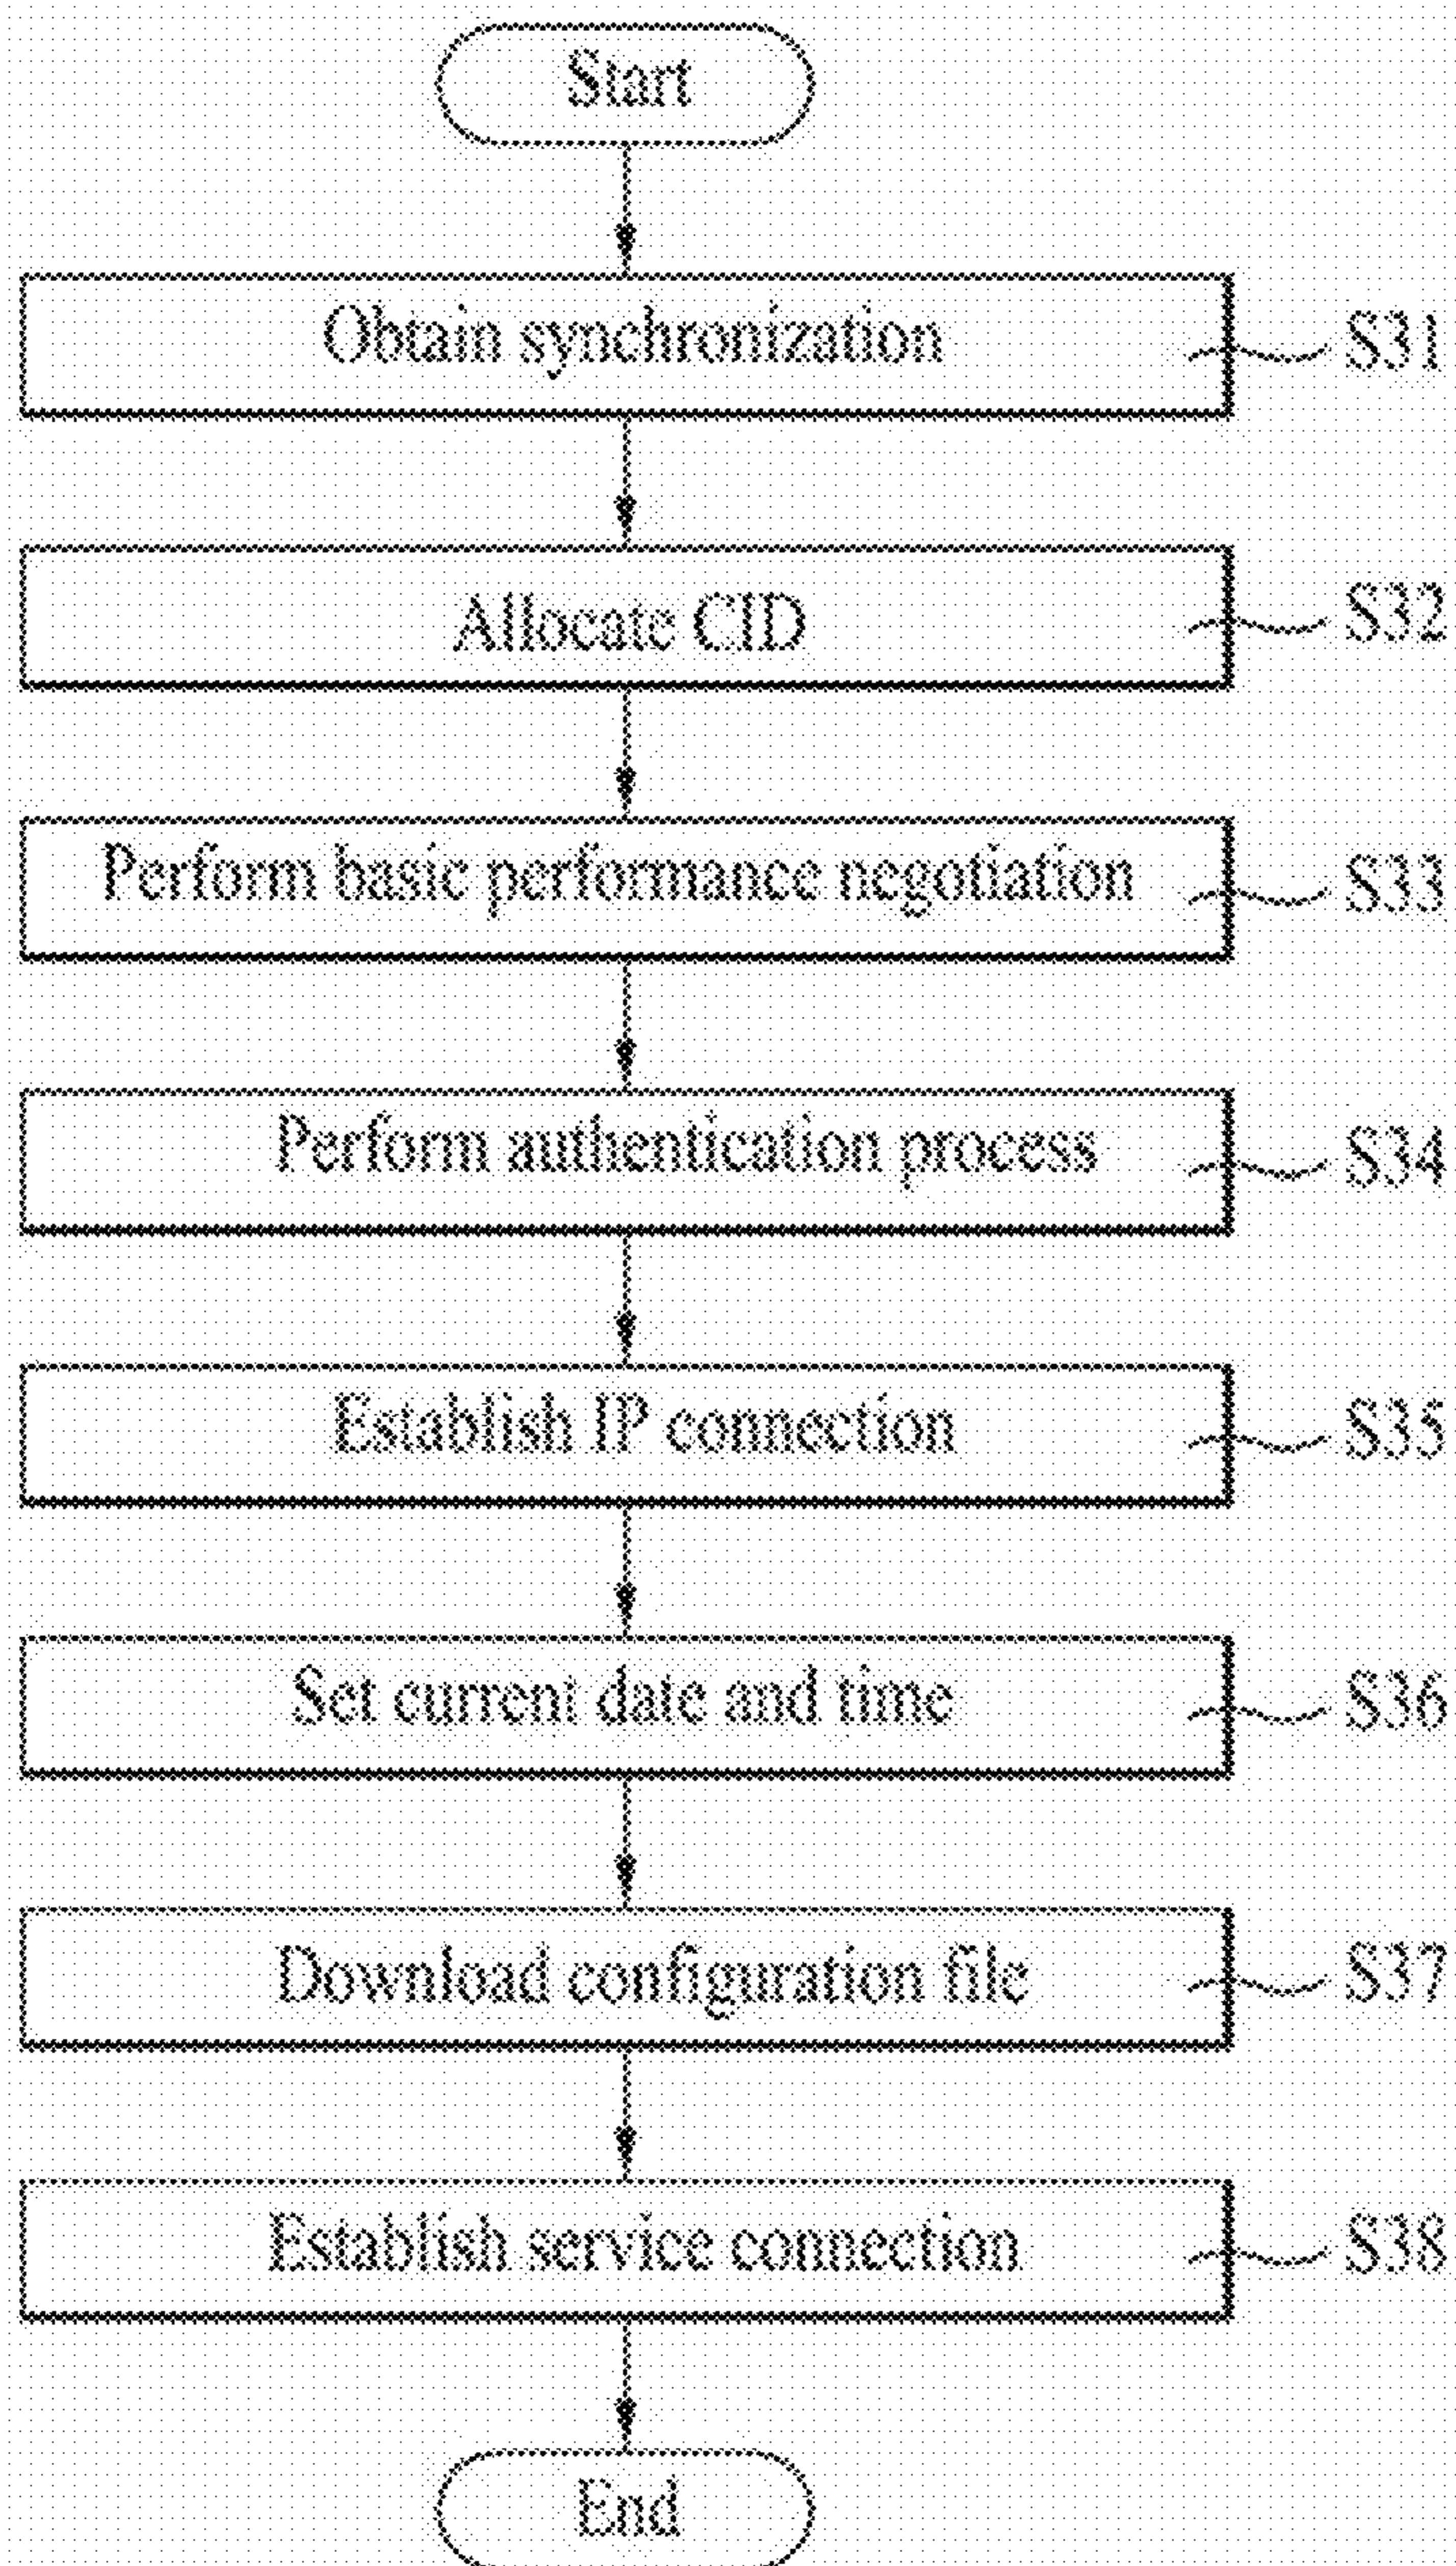 Start
Obtain synchronization S31
Allocate CID S32
Perform basic performance negotiation S33
Perform authentication process S34
Establish IP connection S35
Set current date and time S36
Download configuration file S37
Establish service connection S38
End